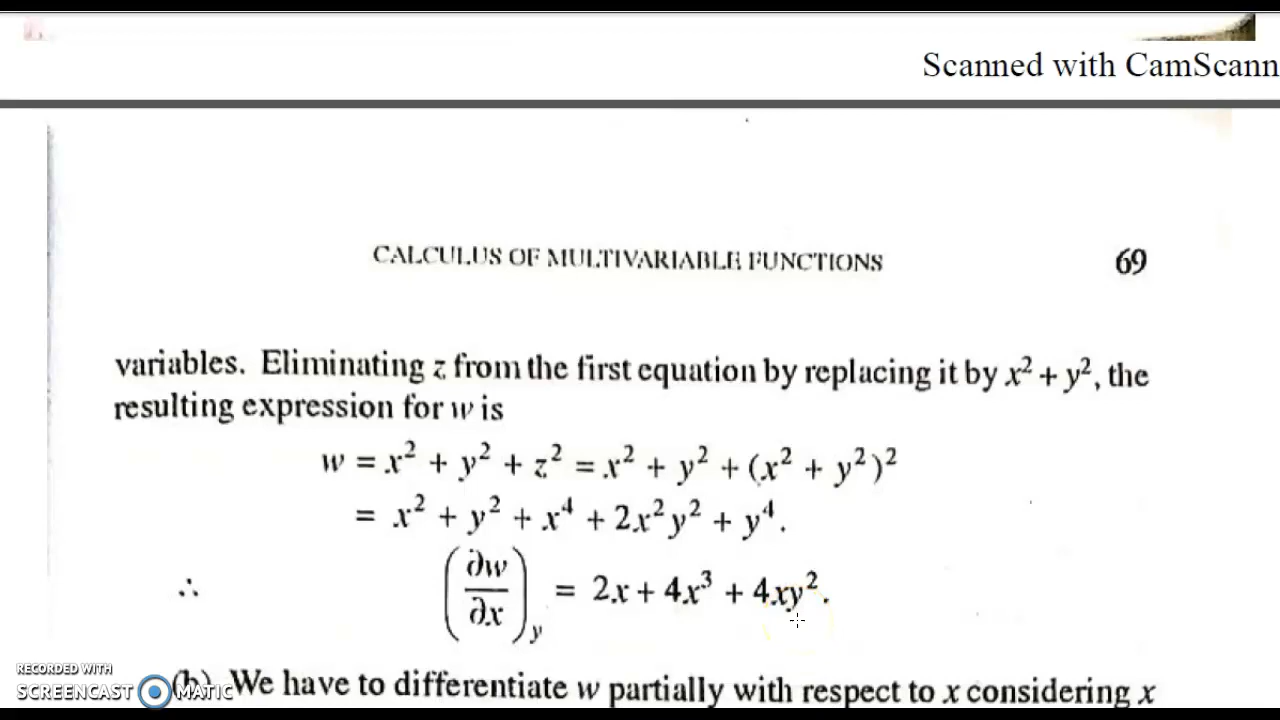 Scanned with CamScann
CALCULUS OF MULTIVARIABLE FUNCTIONS 69
variables. Eliminating z from the first equation by replacing it by x² + y², the
resulting expression for w is
w = x² + y² + z² = x² + y² + (x² + y²)²
= x² + y² + x⁴ + 2x²y² + y⁴.
∴ (∂w/∂x)_y = 2x + 4x³ + 4xy².
(b) We have to differentiate w partially with respect to x considering x
RECORDED WITH
SCREENCAST MATIC